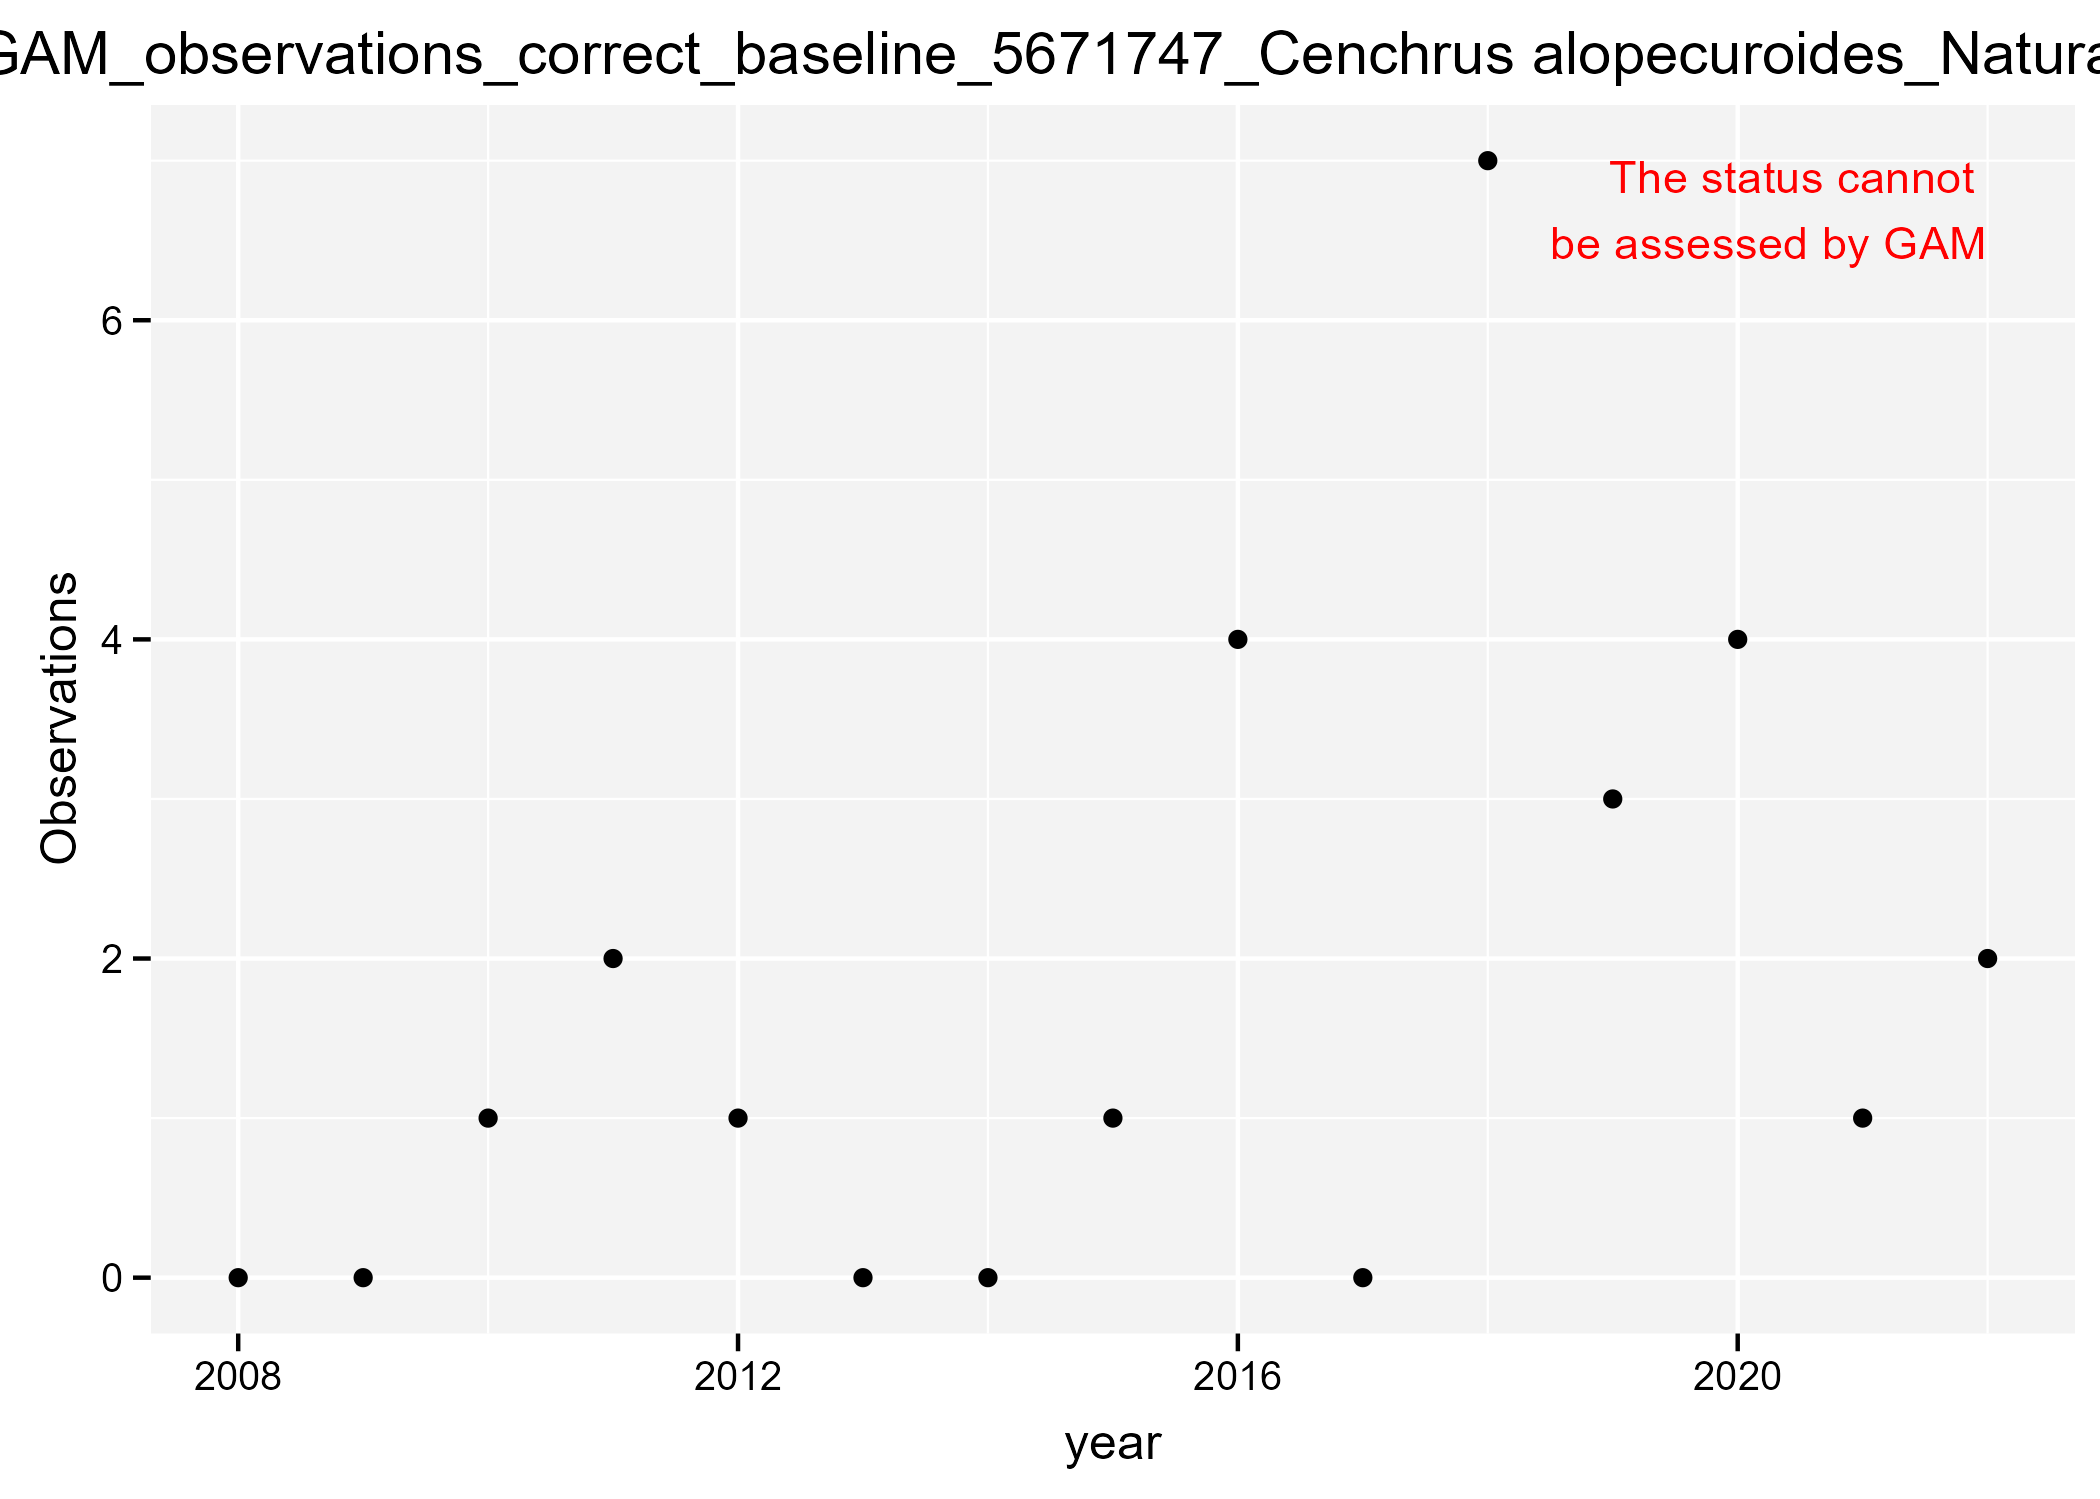 GAM_observations_correct_baseline_5671747_Cenchrus alopecuroides_Natura
The status cannot
be assessed by GAM
Observations
6
4
2
0
2008 2012 2016 2020
year